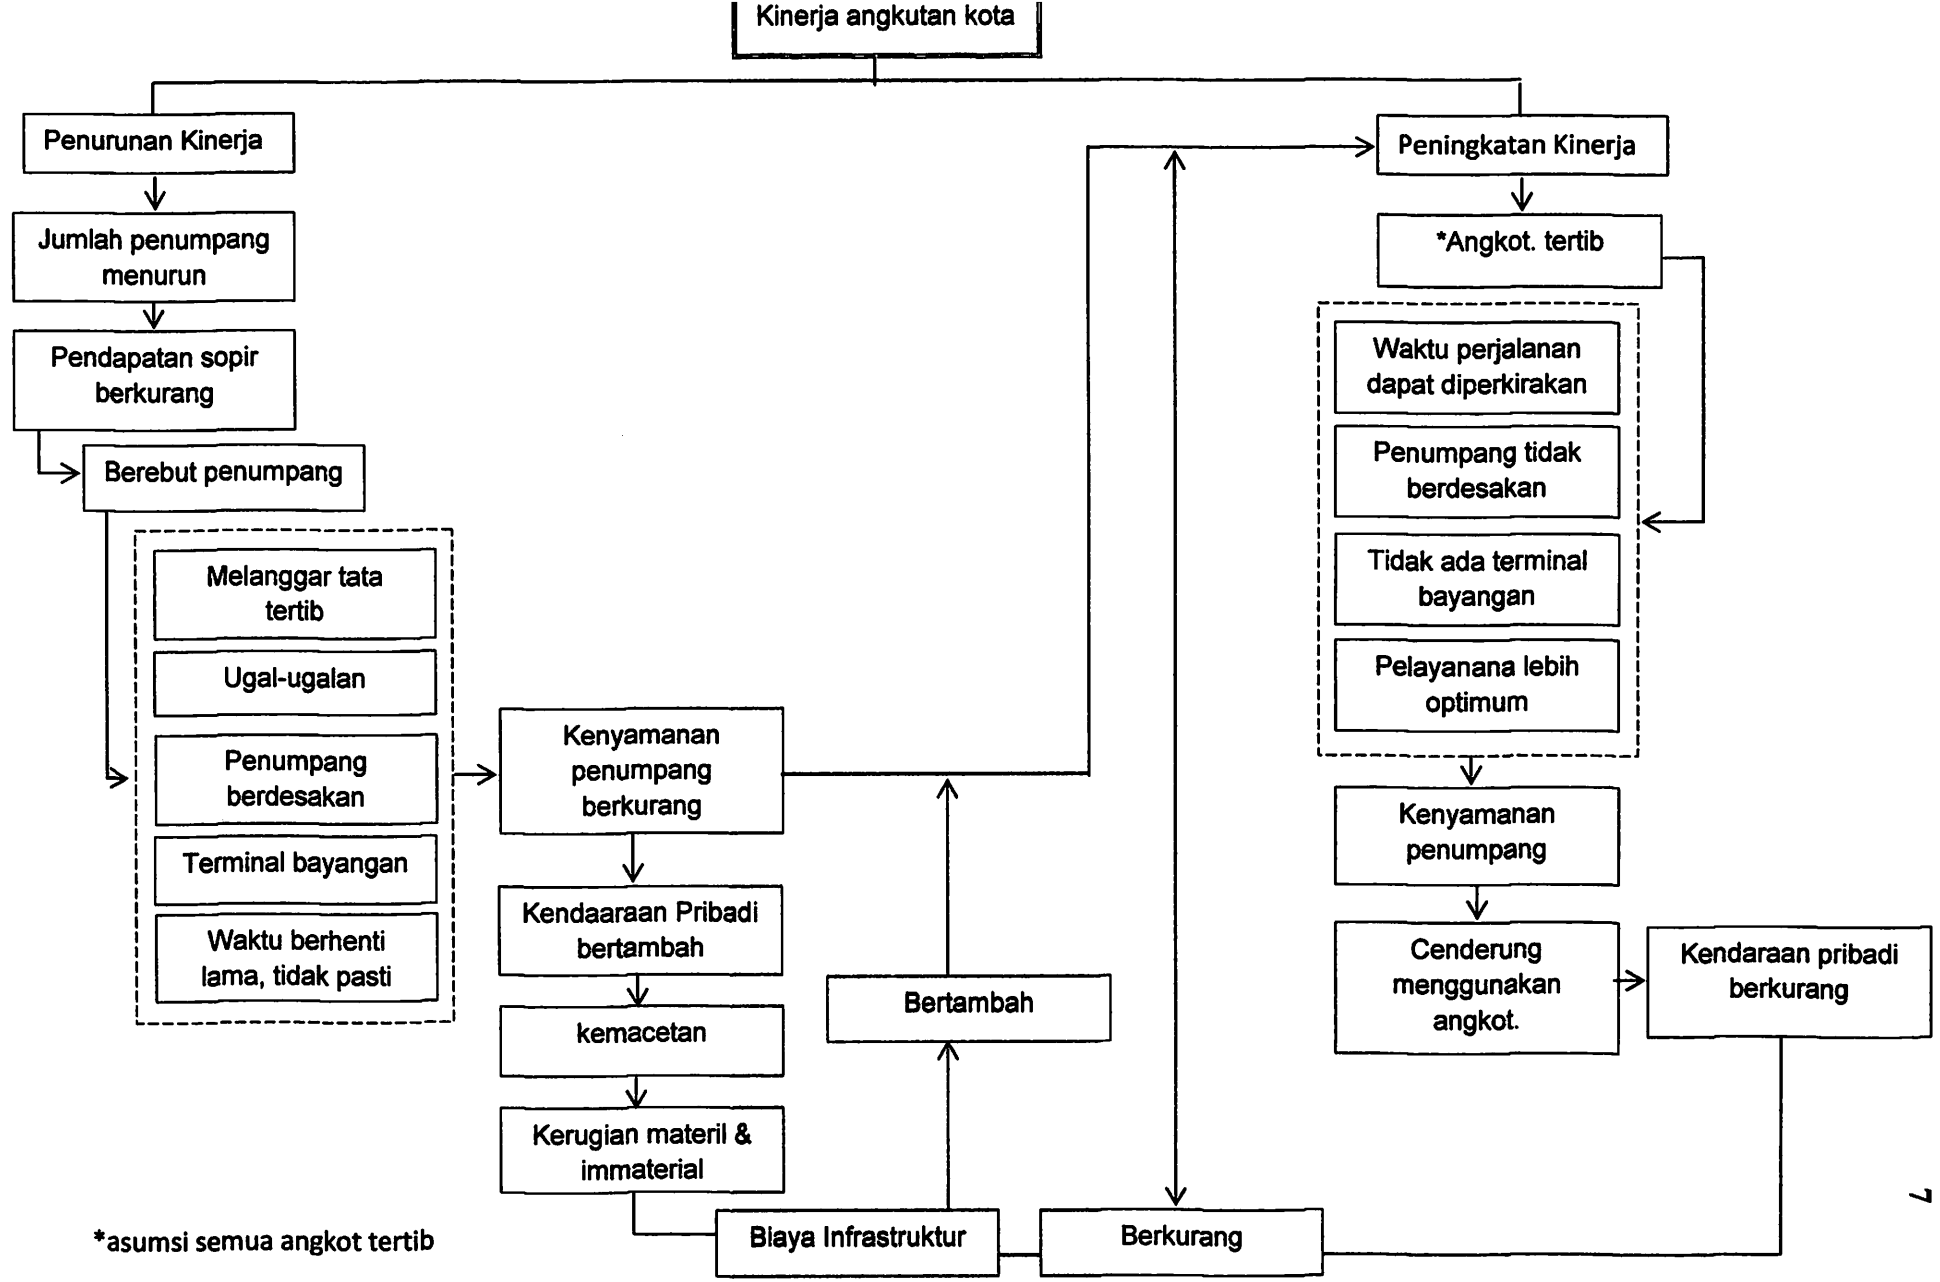 Kinerja angkutan kota
Penurunan Kinerja
Jumlah penumpang
menurun
Pendapatan sopir
berkurang
Berebut penumpang
Melanggar tata
tertib
Ugal-ugalan
Penumpang
berdesakan
Terminal bayangan
Waktu berhenti
lama, tidak pasti
Kenyamanan
penumpang
berkurang
Kendaaraan Pribadi
bertambah
kemacetan
Kerugian materil &
immaterial
Biaya Infrastruktur
Bertambah
Berkurang
Peningkatan Kinerja
*Angkot. tertib
Waktu perjalanan
dapat diperkirakan
Penumpang tidak
berdesakan
Tidak ada terminal
bayangan
Pelayanana lebih
optimum
Kenyamanan
penumpang
Cenderung
menggunakan
angkot.
Kendaraan pribadi
berkurang
*asumsi semua angkot tertib
7